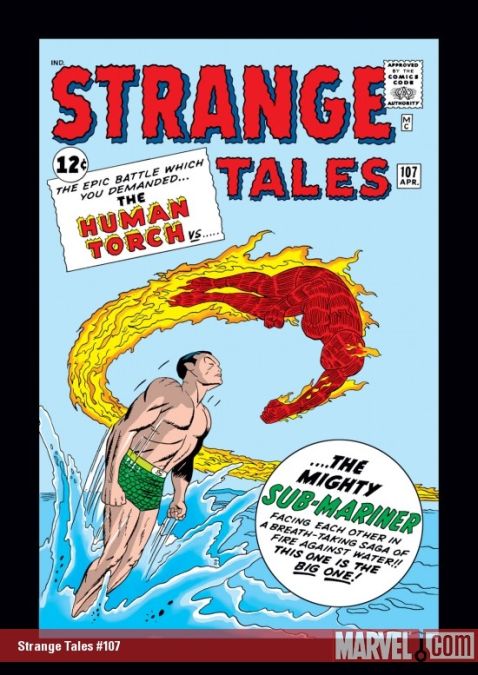 IND.
STRANGE
TALES
APPROVED
BY THE
COMICS
CODE
AUTHORITY
M
C
107
APR.
12¢
THE EPIC BATTLE WHICH
YOU DEMANDED...
THE
HUMAN
TORCH VS.....
....THE
MIGHTY
SUB-MARINER
FACING EACH OTHER IN
A BREATH-TAKING SAGA OF
FIRE AGAINST WATER!!
THIS ONE IS THE
BIG ONE!
Strange Tales #107
MARVEL.COM